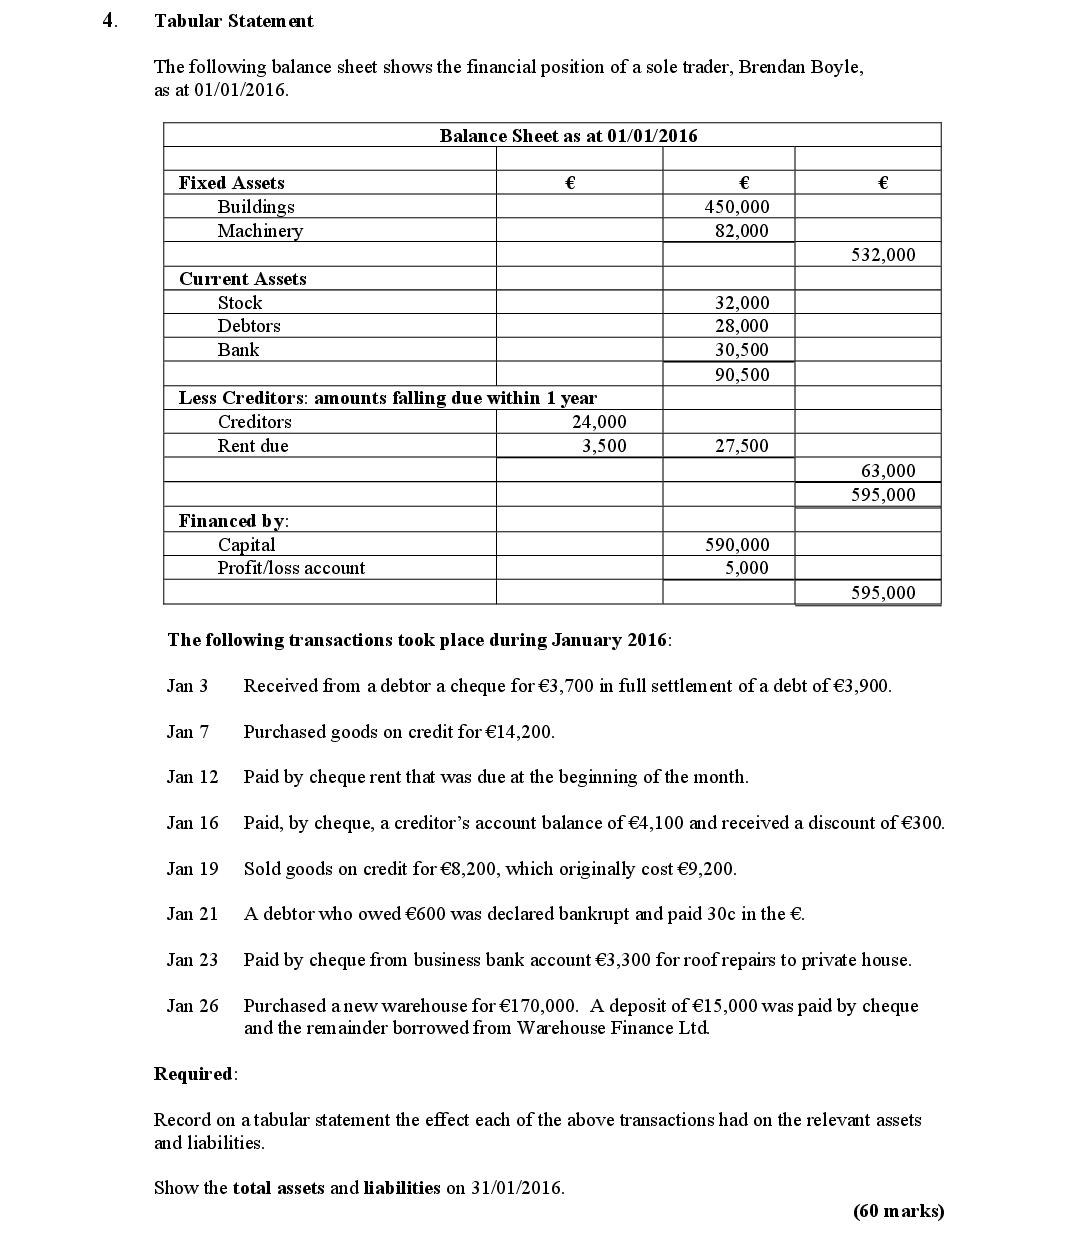 4. Tabular Statement
The following balance sheet shows the financial position of a sole trader, Brendan Boyle,
as at 01/01/2016.
Balance Sheet as at 01/01/2016
Fixed Assets € € €
Buildings 450,000
Machinery 82,000
532,000
Current Assets
Stock 32,000
Debtors 28,000
Bank 30,500
90,500
Less Creditors: amounts falling due within 1 year
Creditors 24,000
Rent due 3,500 27,500
63,000
595,000
Financed by:
Capital 590,000
Profit/loss account 5,000
595,000
The following transactions took place during January 2016:
Jan 3 Received from a debtor a cheque for €3,700 in full settlement of a debt of €3,900.
Jan 7 Purchased goods on credit for €14,200.
Jan 12 Paid by cheque rent that was due at the beginning of the month.
Jan 16 Paid, by cheque, a creditor’s account balance of €4,100 and received a discount of €300.
Jan 19 Sold goods on credit for €8,200, which originally cost €9,200.
Jan 21 A debtor who owed €600 was declared bankrupt and paid 30c in the €.
Jan 23 Paid by cheque from business bank account €3,300 for roof repairs to private house.
Jan 26 Purchased a new warehouse for €170,000. A deposit of €15,000 was paid by cheque
and the remainder borrowed from Warehouse Finance Ltd.
Required:
Record on a tabular statement the effect each of the above transactions had on the relevant assets
and liabilities.
Show the total assets and liabilities on 31/01/2016.
(60 marks)